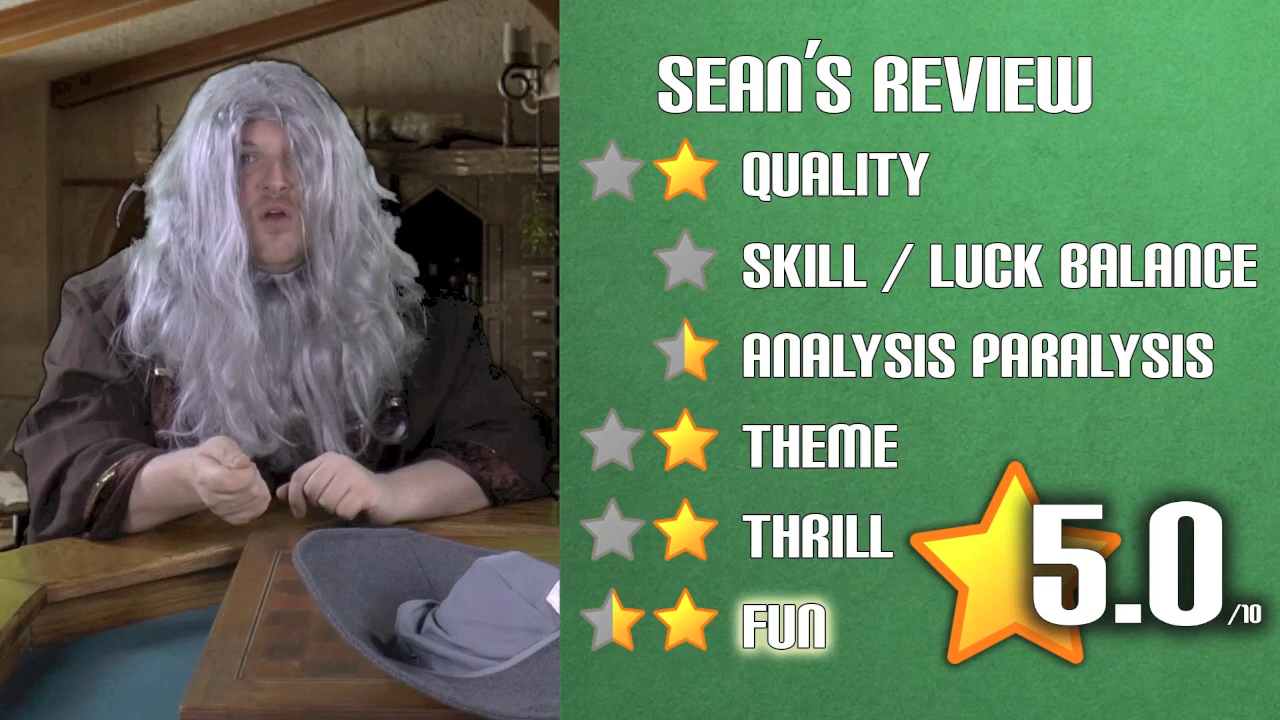 SEAN'S REVIEW
QUALITY
SKILL / LUCK BALANCE
ANALYSIS PARALYSIS
THEME
THRILL
FUN
5.0/10